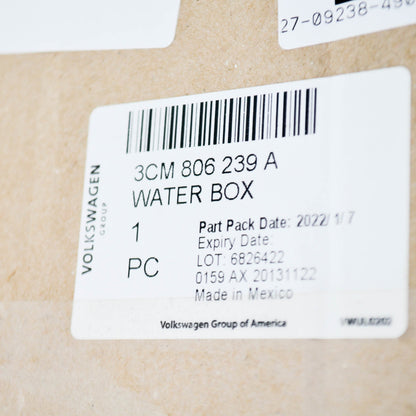 27-09238-490
3CM 806 239 A
WATER BOX
1
PC
VOLKSWAGEN
GROUP
Part Pack Date: 2022/1/7
Expiry Date:
LOT: 6826422
0159 AX 20131122
Made in Mexico
Volkswagen Group of America